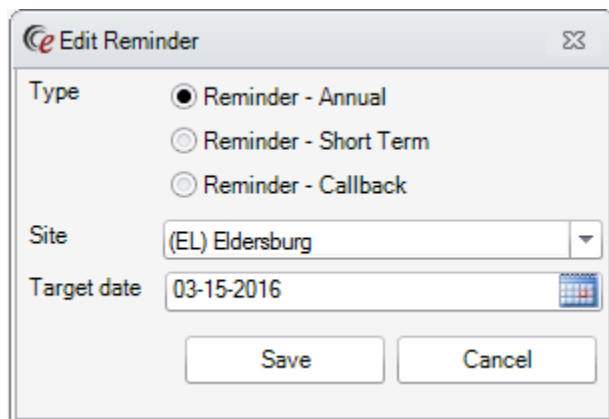 Edit Reminder
Type
Reminder - Annual
Reminder - Short Term
Reminder - Callback
Site (EL) Eldersburg
Target date 03-15-2016
Save Cancel